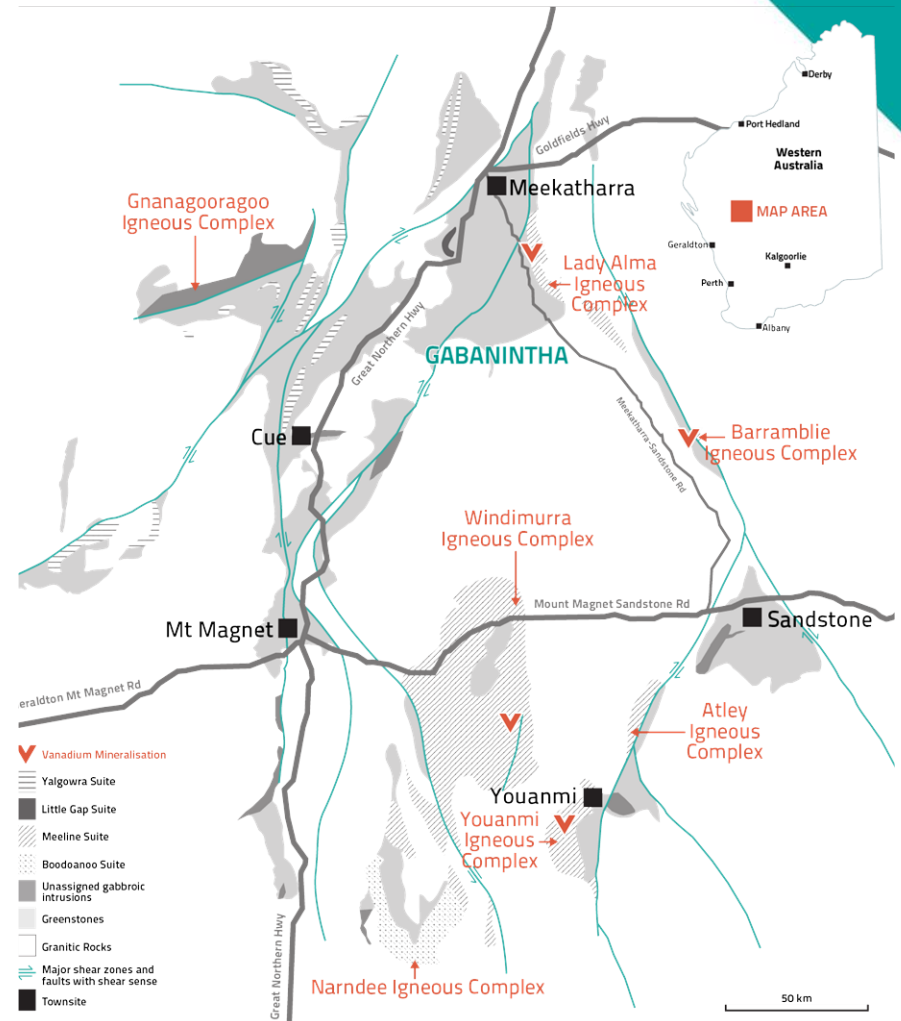 Derby
Port Hedland
Western
Australia
MAP AREA
Geraldton
Kalgoorlie
Perth
Albany
Goldfields Hwy
Meekatharra
Gnanagooragoo
Igneous Complex
Lady Alma
Igneous
Complex
Great Northern Hwy
GABANINTHA
Meekatharra-Sandstone Rd
Cue
Barramblie
Igneous Complex
Windimurra
Igneous Complex
Mount Magnet Sandstone Rd
Mt Magnet
Sandstone
eraldton Mt Magnet Rd
Atley
Igneous
Complex
Youanmi
Youanmi
Igneous
Complex
Narndee Igneous Complex
Great Northern Hwy
Vanadium Mineralisation
Yalgowra Suite
Little Gap Suite
Meeline Suite
Boodoanoo Suite
Unassigned gabbroic
intrusions
Greenstones
Granitic Rocks
Major shear zones and
faults with shear sense
Townsite
50 km